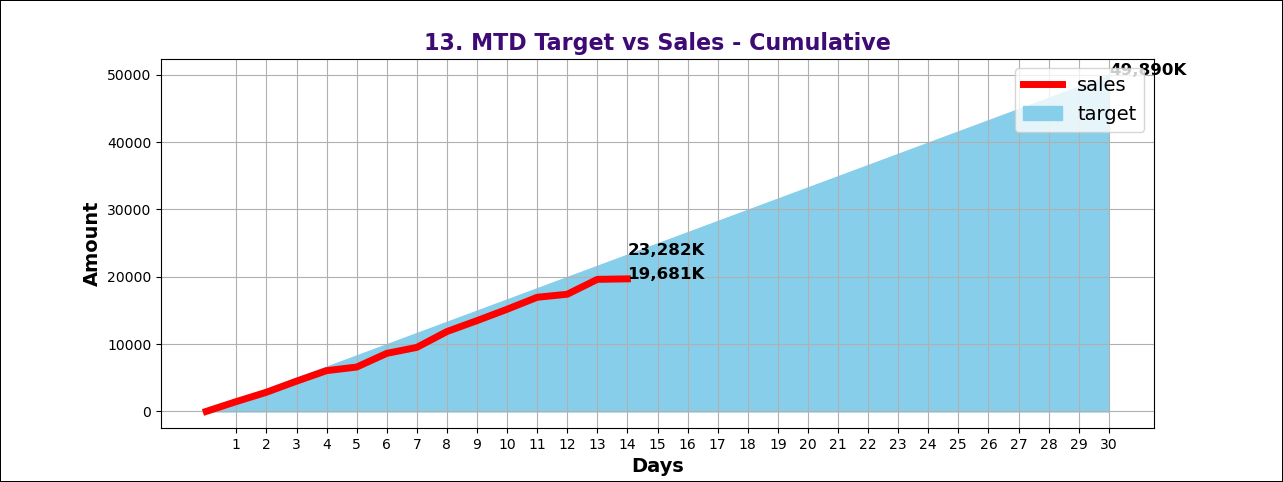 13. MTD Target vs Sales - Cumulative
49,890K
50000
sales
target
40000
30000
Amount
23,282K
20000
19,681K
10000
0
1 2 3 4 5 6 7 8 9 10 11 12 13 14 15 16 17 18 19 20 21 22 23 24 25 26 27 28 29 30
Days